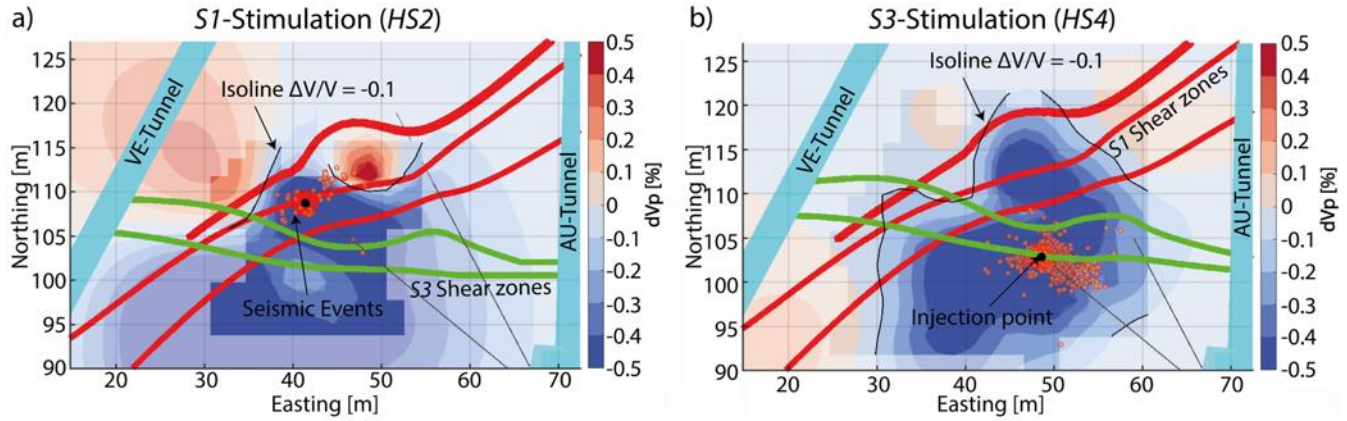 a) S1-Stimulation (HS2)
Isoline ΔV/V = -0.1
VE-Tunnel
AU-Tunnel
S3 Shear zones
Seismic Events
Northing [m]
125
120
115
110
105
100
95
90
20 30 40 50 60 70
Easting [m]
0.5
0.4
0.3
0.2
0.1
-0.1
-0.2
-0.3
-0.4
-0.5
dVp [%]
b) S3-Stimulation (HS4)
Isoline ΔV/V = -0.1
VE-Tunnel
S1 Shear zones
AU-Tunnel
Injection point
Northing [m]
125
120
115
110
105
100
95
90
20 30 40 50 60 70
Easting [m]
0.5
0.4
0.3
0.2
0.1
-0.1
-0.2
-0.3
-0.4
-0.5
dVp [%]